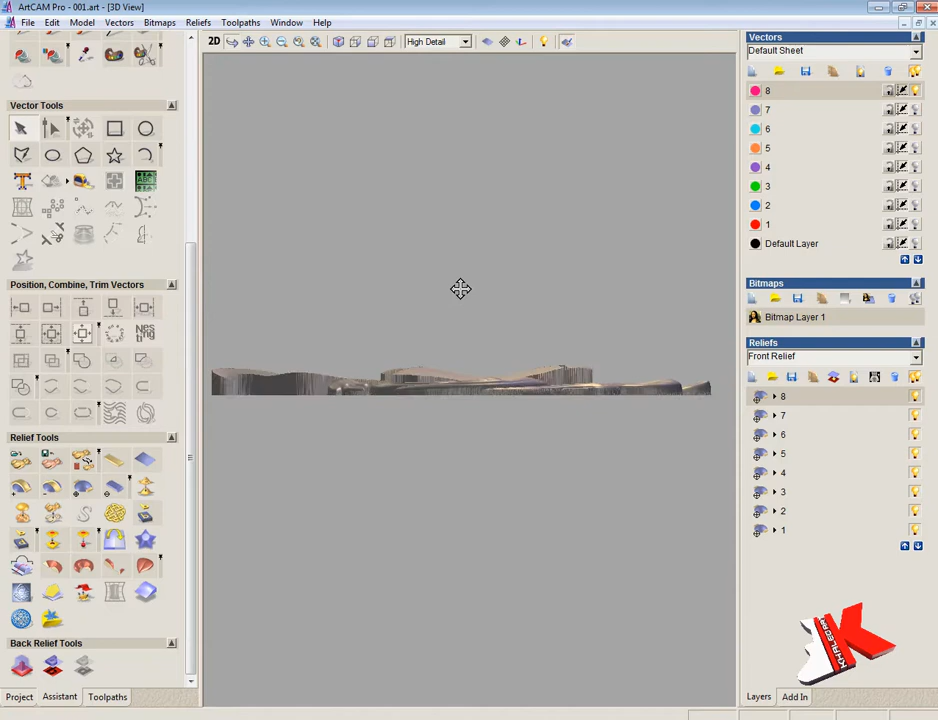 ArtCAM Pro - 001.art - [3D View]
File Edit Model Vectors Bitmaps Reliefs Toolpaths Window Help
2D High Detail
Vector Tools
Position, Combine, Trim Vectors
Relief Tools
Back Relief Tools
Project Assistant Toolpaths
Vectors
Default Sheet
8
7
6
5
4
3
2
1
Default Layer
Bitmaps
Bitmap Layer 1
Reliefs
Front Relief
8
7
6
5
4
3
2
1
Layers Add In